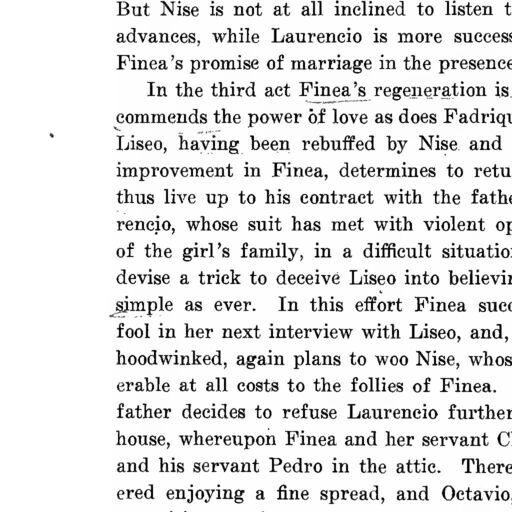 But Nise is not at all inclined to listen t
advances, while Laurencio is more success
Finea's promise of marriage in the presence
In the third act Finea's regeneration is
commends the power of love as does Fadriqu
Liseo, having been rebuffed by Nise and
improvement in Finea, determines to retu
thus live up to his contract with the fathe
rencio, whose suit has met with violent op
of the girl's family, in a difficult situatio
devise a trick to deceive Liseo into believin
simple as ever. In this effort Finea succ
fool in her next interview with Liseo, and,
hoodwinked, again plans to woo Nise, whos
erable at all costs to the follies of Finea.
father decides to refuse Laurencio further
house, whereupon Finea and her servant C
and his servant Pedro in the attic. There
ered enjoying a fine spread, and Octavio,